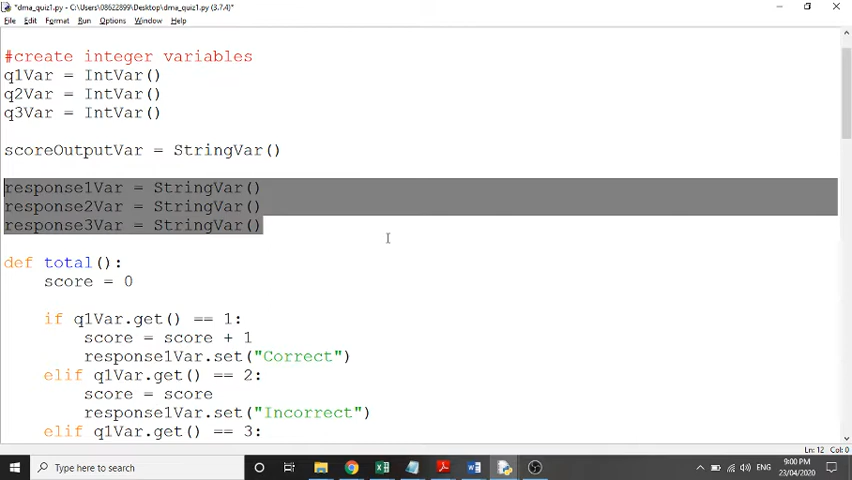 *dma_quiz1.py - C:\Users\08622899\Desktop\dma_quiz1.py (3.7.4)*
File Edit Format Run Options Window Help
#create integer variables
q1Var = IntVar()
q2Var = IntVar()
q3Var = IntVar()
scoreOutputVar = StringVar()
response1Var = StringVar()
response2Var = StringVar()
response3Var = StringVar()
def total():
    score = 0
    if q1Var.get() == 1:
        score = score + 1
        response1Var.set("Correct")
    elif q1Var.get() == 2:
        score = score
        response1Var.set("Incorrect")
    elif q1Var.get() == 3:
Ln: 12 Col: 0
Type here to search
ENG
9:00 PM
23/04/2020